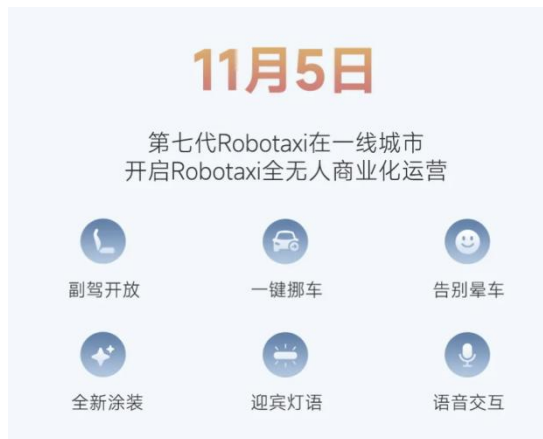 11月5日
第七代Robotaxi在一线城市
开启Robotaxi全无人商业化运营
副驾开放
一键挪车
告别晕车
全新涂装
迎宾灯语
语音交互